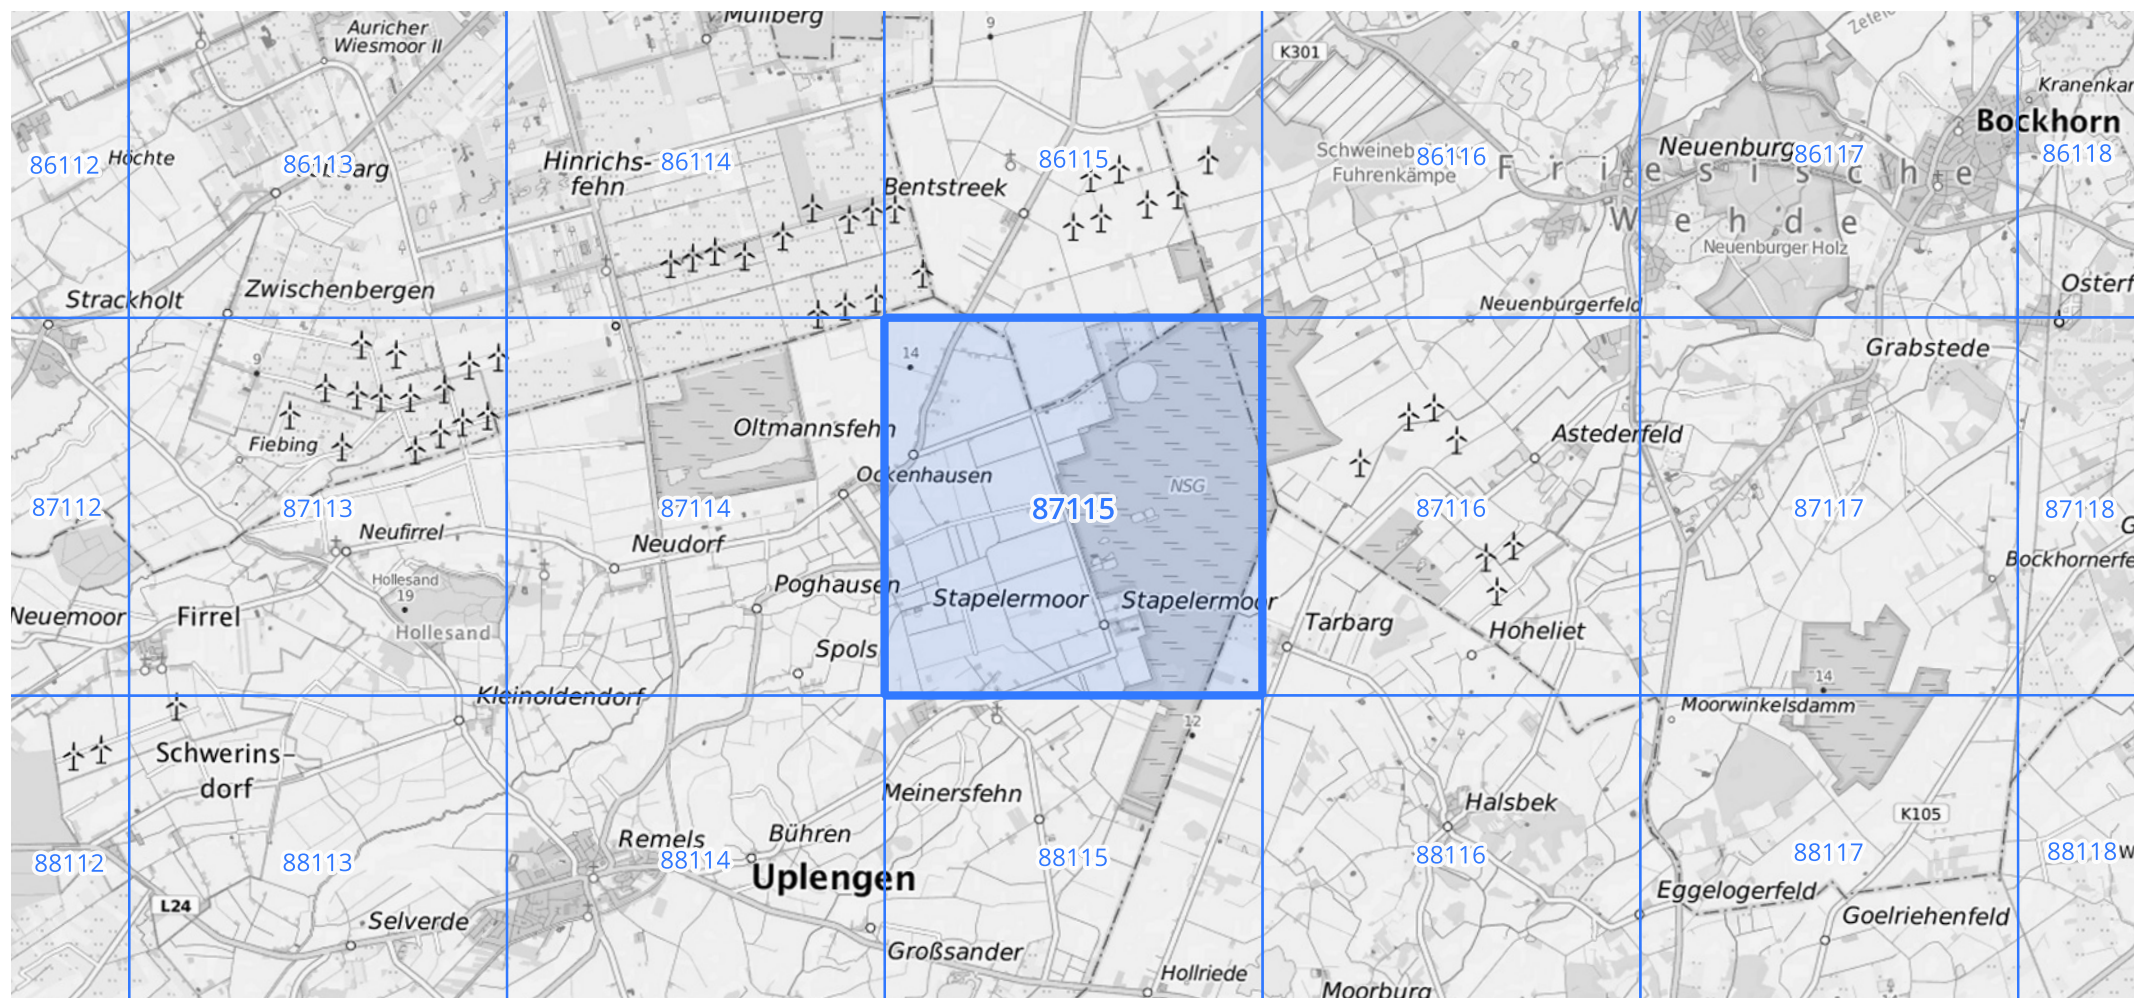 Auricher
Wiesmoor II
Mullberg
9
K301
Zetel
Kranenkar
Bockhorn
86112
Höchte
86113
Hinrichs-
fehn
86114
Bentstreek
86115
Schweineb
Fuhrenkämpe
86116
Neuenburg
86117
86118
Friesische
Wehde
Neuenburger Holz
Strackholt
Zwischenbergen
Neuenburgerfeld
Osterf
9
14
Grabstede
Fiebing
Oltmannsfehn
Ockenhausen
Astederfeld
NSG
87112
87113
87114
87115
87116
87117
87118
G
Neufirrel
Neudorf
Bockhornerfe
Hollesand
19
Poghausen
Stapelermoor
Stapelermoor
Neuemoor
Firrel
Hollesand
Tarbarg
Hoheliet
Spols
14
Kleinoldendorf
Moorwinkelsdamm
12
Schwerins-
dorf
Meinersfehn
Halsbek
K105
Remels
Bühren
88112
88113
88114
88115
88116
88117
88118
W
Uplengen
L24
Selverde
Eggelogerfeld
Goelriehenfeld
Großsander
Hollriede
Moorburg